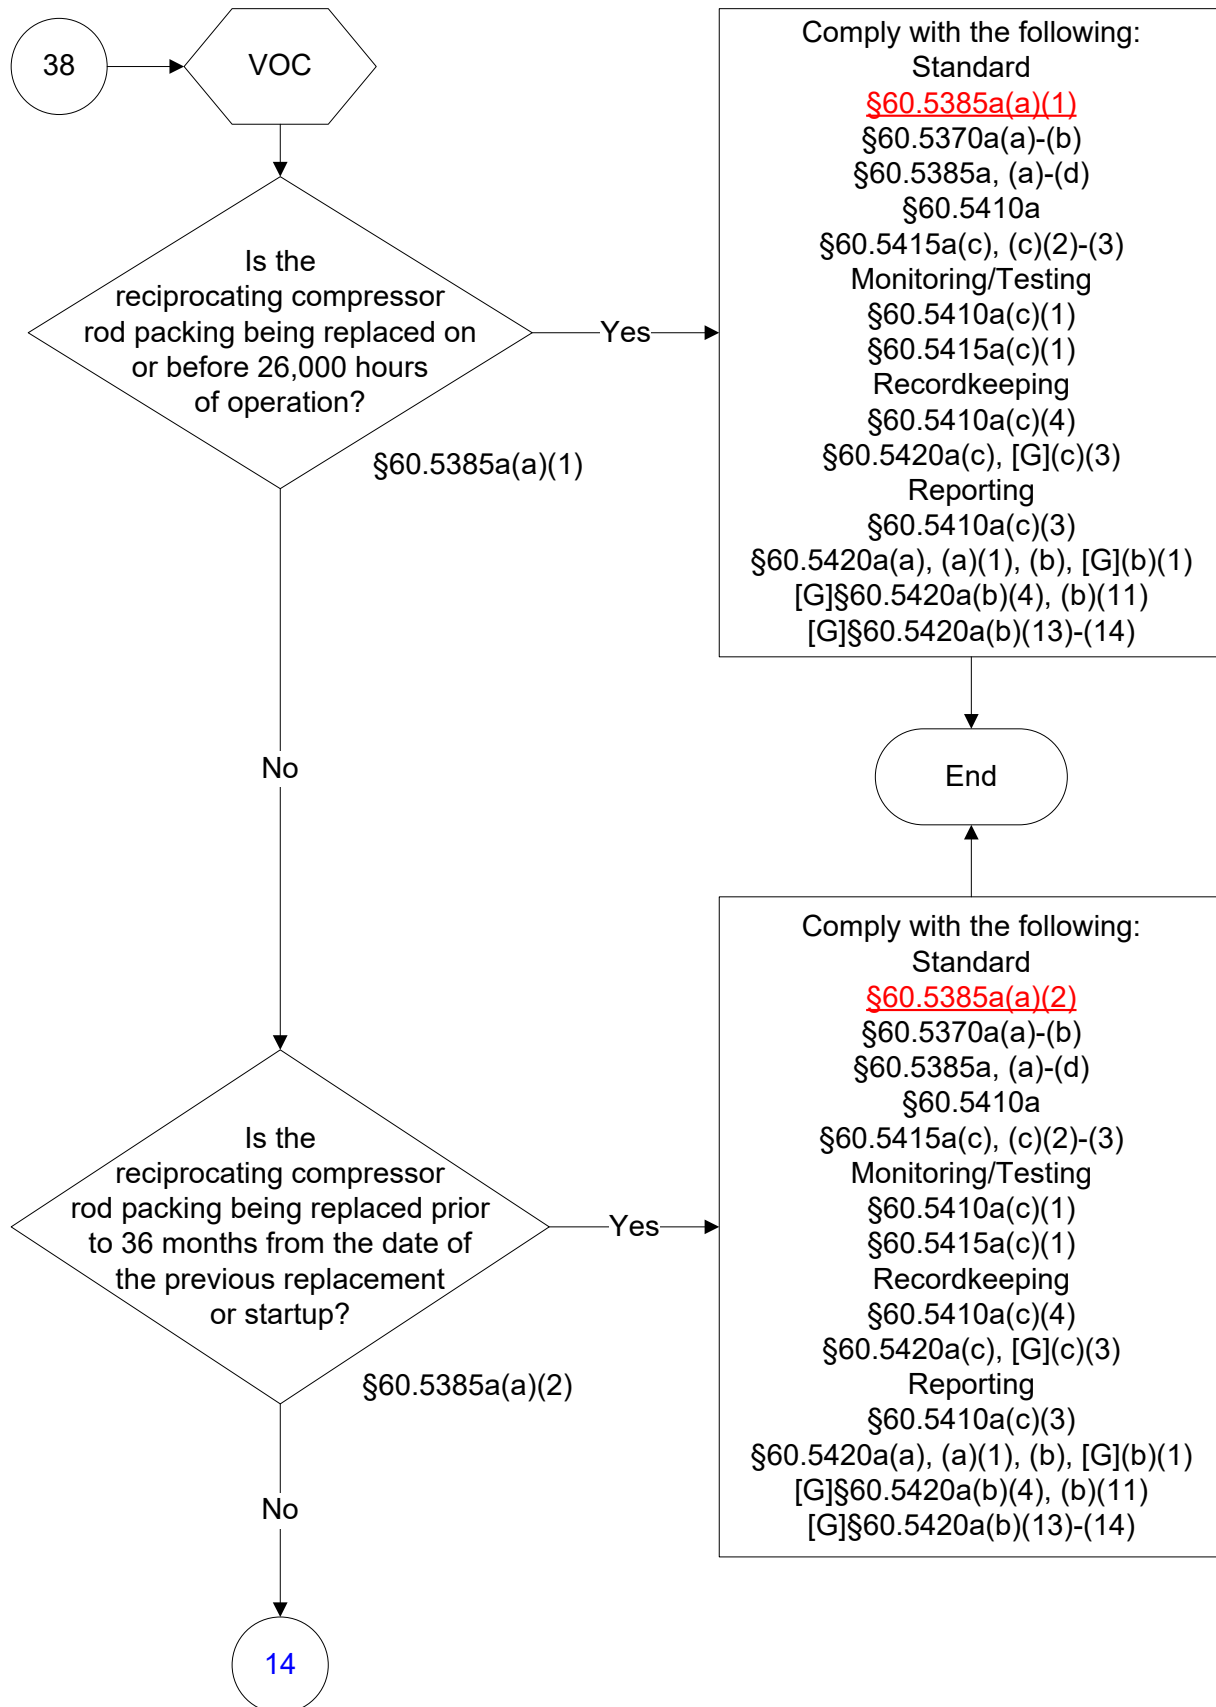 38
VOC
Is the
reciprocating compressor
rod packing being replaced on
or before 26,000 hours
of operation?
§60.5385a(a)(1)
Yes
No
Comply with the following:
Standard
§60.5385a(a)(1)
§60.5370a(a)-(b)
§60.5385a, (a)-(d)
§60.5410a
§60.5415a(c), (c)(2)-(3)
Monitoring/Testing
§60.5410a(c)(1)
§60.5415a(c)(1)
Recordkeeping
§60.5410a(c)(4)
§60.5420a(c), [G](c)(3)
Reporting
§60.5410a(c)(3)
§60.5420a(a), (a)(1), (b), [G](b)(1)
[G]§60.5420a(b)(4), (b)(11)
[G]§60.5420a(b)(13)-(14)
End
Is the
reciprocating compressor
rod packing being replaced prior
to 36 months from the date of
the previous replacement
or startup?
§60.5385a(a)(2)
Yes
No
Comply with the following:
Standard
§60.5385a(a)(2)
§60.5370a(a)-(b)
§60.5385a, (a)-(d)
§60.5410a
§60.5415a(c), (c)(2)-(3)
Monitoring/Testing
§60.5410a(c)(1)
§60.5415a(c)(1)
Recordkeeping
§60.5410a(c)(4)
§60.5420a(c), [G](c)(3)
Reporting
§60.5410a(c)(3)
§60.5420a(a), (a)(1), (b), [G](b)(1)
[G]§60.5420a(b)(4), (b)(11)
[G]§60.5420a(b)(13)-(14)
14